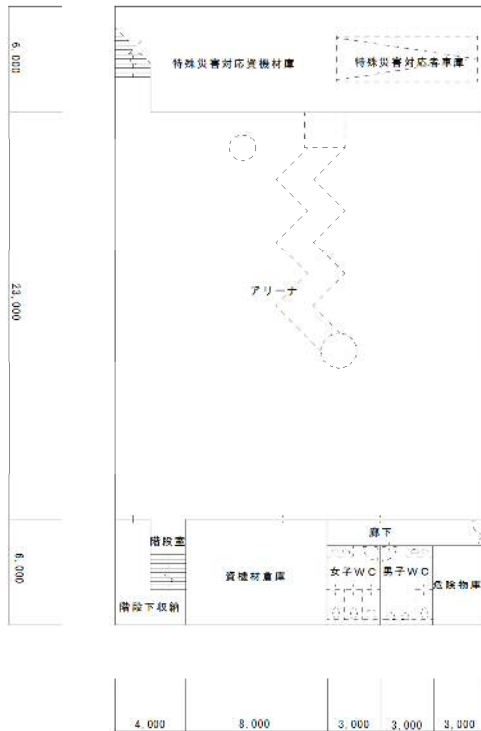 6,000
特殊災害対応資機材庫
特殊災害対応者車庫
23,000
アリーナ
6,000
階段室
廊下
資機材倉庫
女子WC
男子WC
危険物庫
階段下収納
4,000
8,000
3,000
3,000
3,000